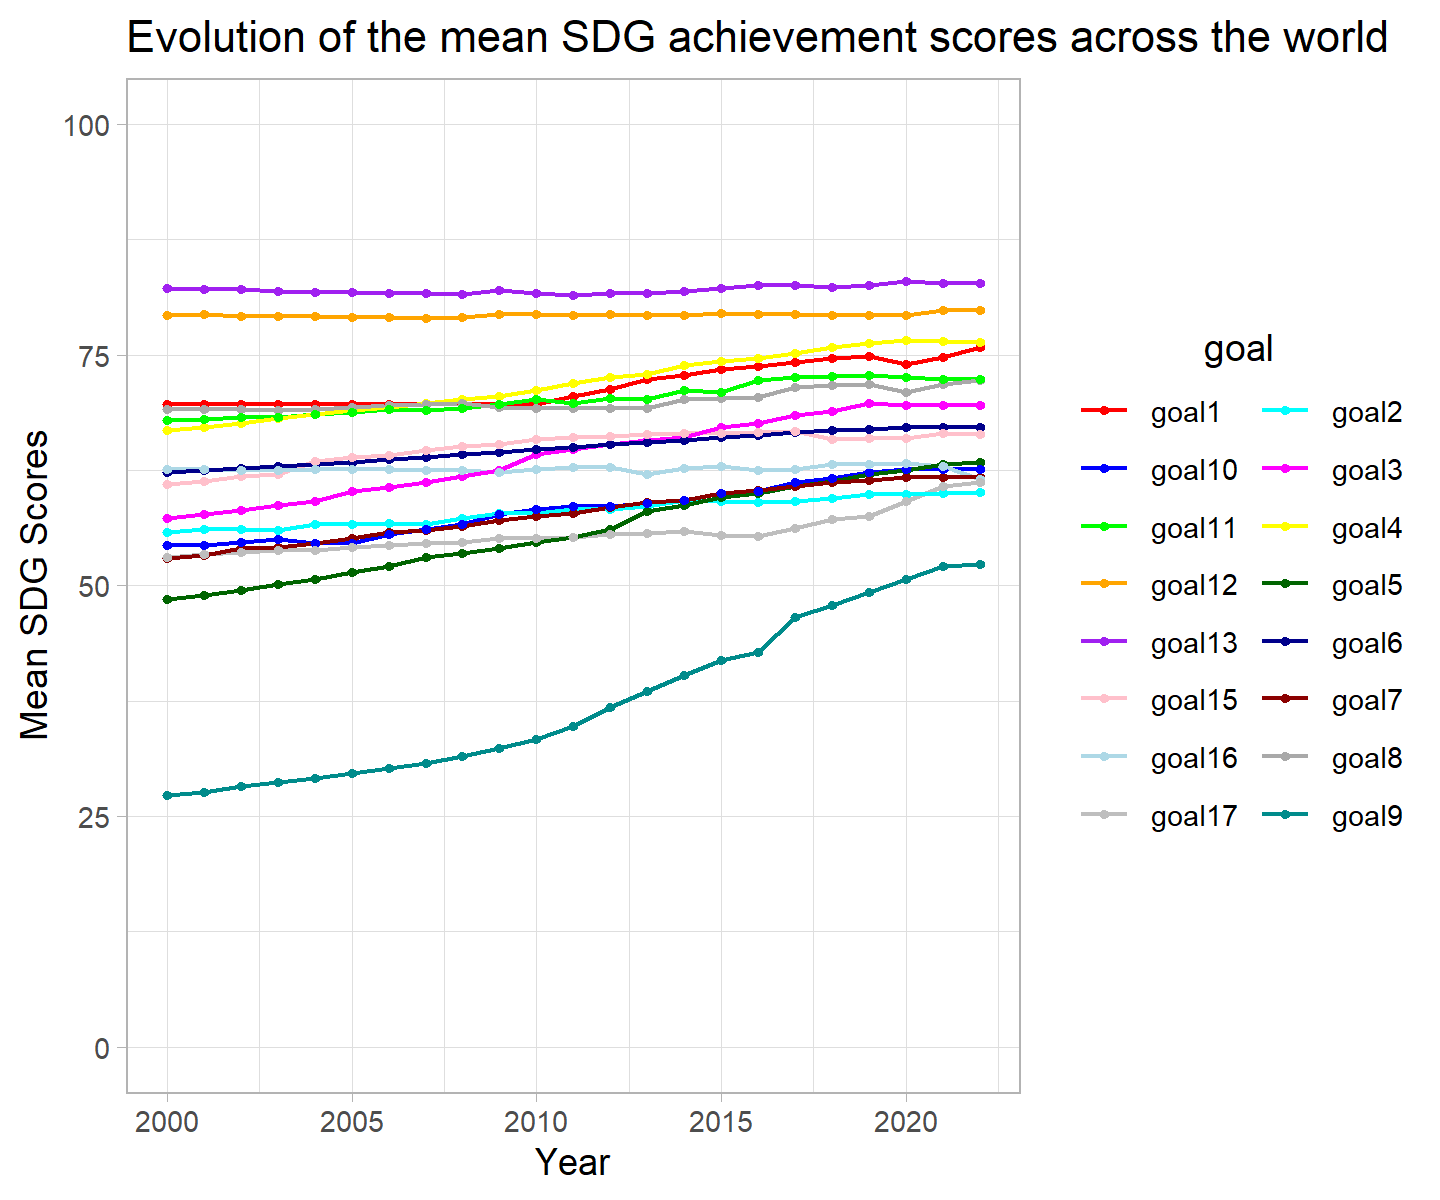 Evolution of the mean SDG achievement scores across the world
Mean SDG Scores
100
75
50
25
0
2000 2005 2010 2015 2020
Year
goal
goal1 goal2
goal10 goal3
goal11 goal4
goal12 goal5
goal13 goal6
goal15 goal7
goal16 goal8
goal17 goal9